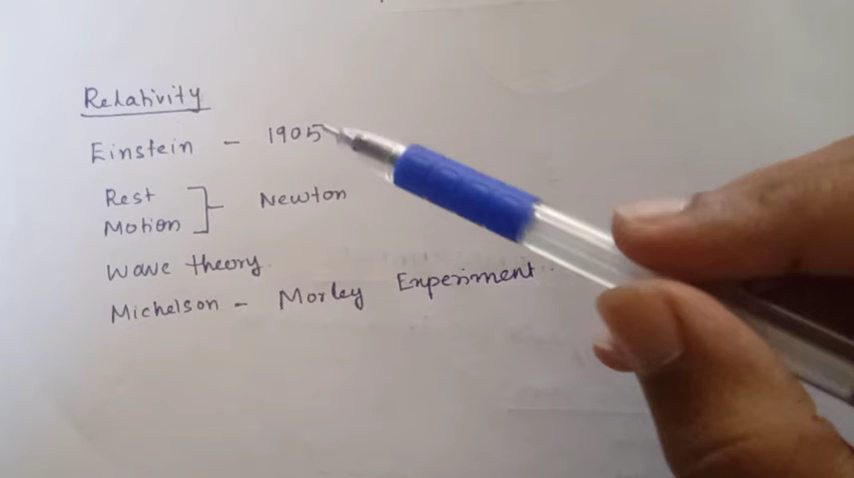 Relativity
Einstein - 1905
Rest
Motion } Newton
Wave theory.
Michelson - Morley Experiment.